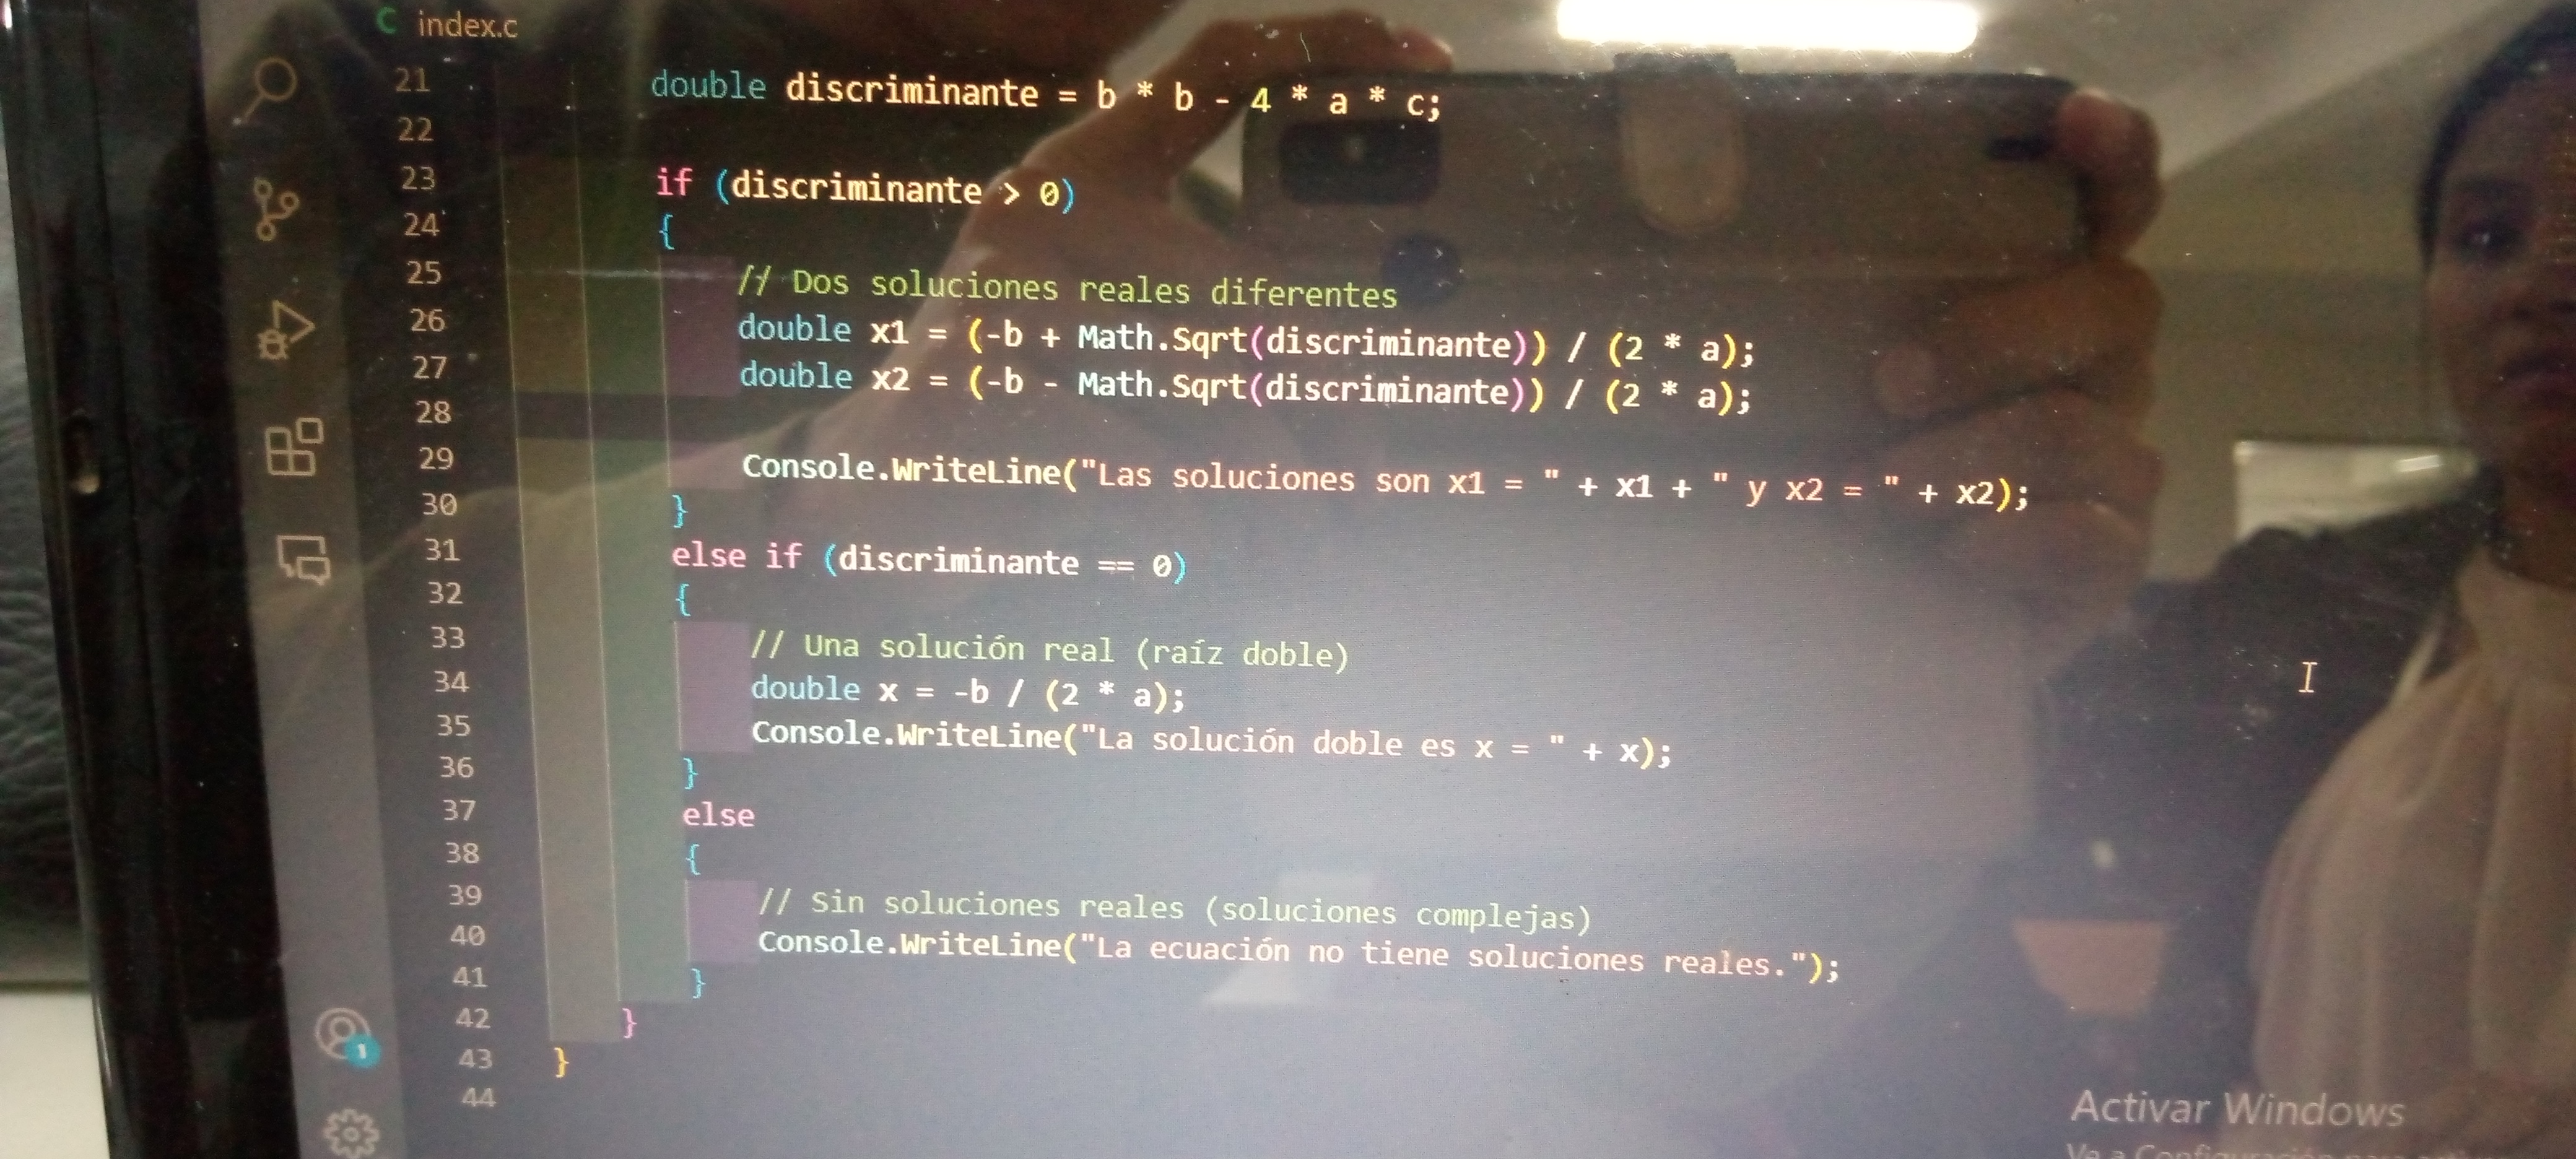 C index.c
21 double discriminante = b * b - 4 * a * c;
22
23 if (discriminante > 0)
24 {
25 // Dos soluciones reales diferentes
26 double x1 = (-b + Math.Sqrt(discriminante)) / (2 * a);
27 double x2 = (-b - Math.Sqrt(discriminante)) / (2 * a);
28
29 Console.WriteLine("Las soluciones son x1 = " + x1 + " y x2 = " + x2);
30 }
31 else if (discriminante == 0)
32 {
33 // Una solución real (raíz doble)
34 double x = -b / (2 * a);
35 Console.WriteLine("La solución doble es x = " + x);
36 }
37 else
38 {
39 // Sin soluciones reales (soluciones complejas)
40 Console.WriteLine("La ecuación no tiene soluciones reales.");
41 }
42 }
43 }
44
1
Activar Windows
Ve a Configuración para